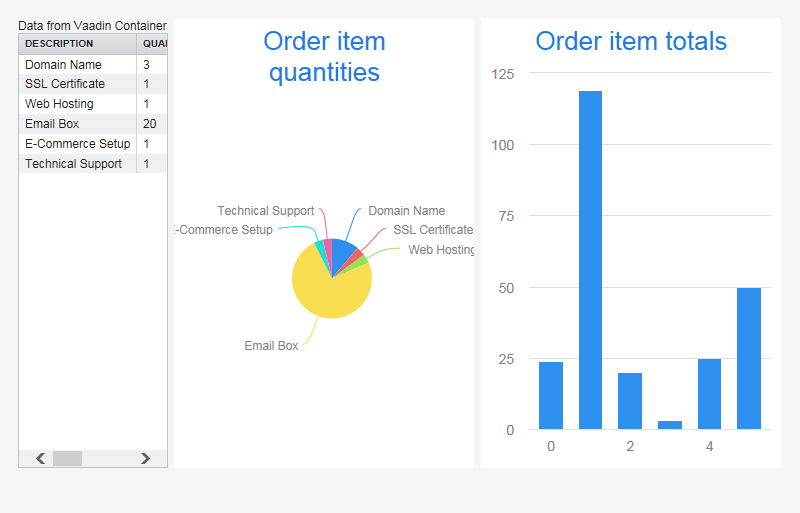 Data from Vaadin Container
DESCRIPTION QUA
Domain Name 3
SSL Certificate 1
Web Hosting 1
Email Box 20
E-Commerce Setup 1
Technical Support 1
Order item
quantities
Technical Support
Domain Name
E-Commerce Setup
SSL Certificate
Web Hosting
Email Box
Order item totals
125
100
75
50
25
0
0 2 4